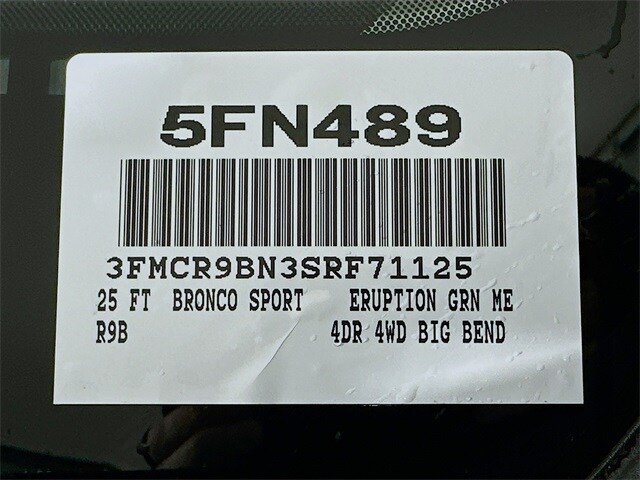 5FN489
3FMCR9BN3SRF71125
25 FT BRONCO SPORT ERUPTION GRN ME
R9B 4DR 4WD BIG BEND